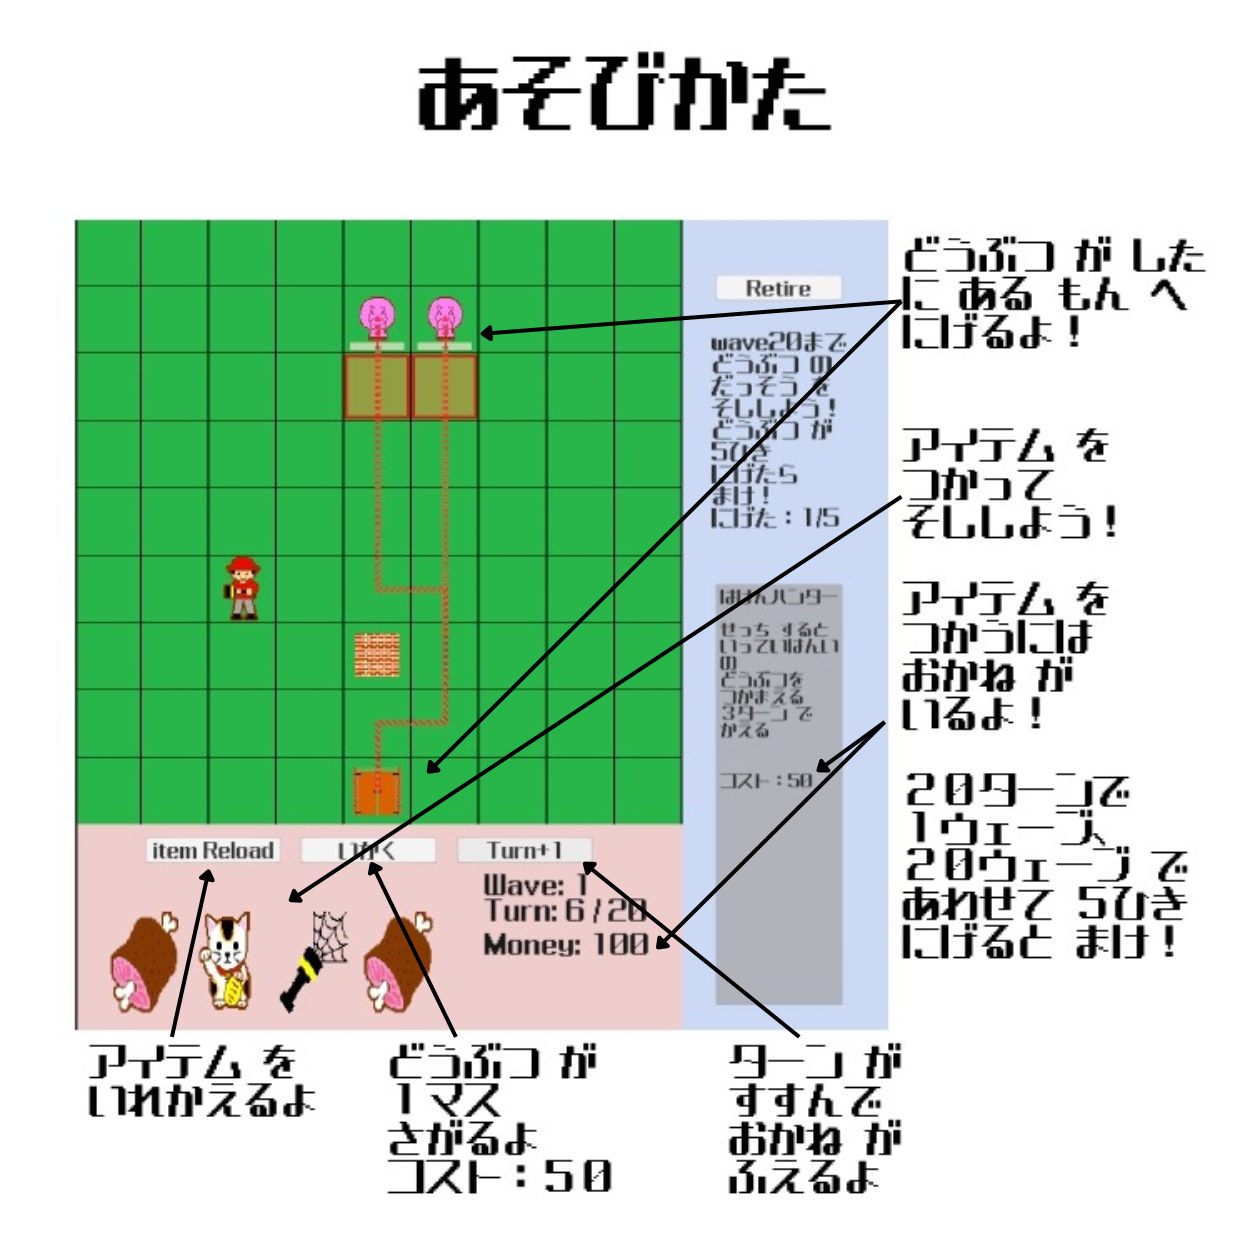 あそびかた
どうぶつ が した
に ある もん へ
にげるよ！
Retire
wave20まで
どうぶつ の
だっそう を
そししよう！
どうぶつ が
5ひき
にげたら
まけ！
にげた：1/5
アイテム を
つかって
そししよう！
アイテム を
つかうには
おかね が
いるよ！
はけんハンター
せっち すると
いっていはんい
の
どうぶつを
つかまえる
3ターン で
かえる
コスト：50
20ターンで
1ウェーブ、
20ウェーブ で
あわせて 5ひき
にげると まけ！
item Reload
いかく
Turn+1
Wave: 1
Turn: 6 / 20
Money: 100
アイテム を
いれかえるよ
どうぶつ が
1マス
さがるよ
コスト：50
ターン が
すすんで
おかね が
ふえるよ